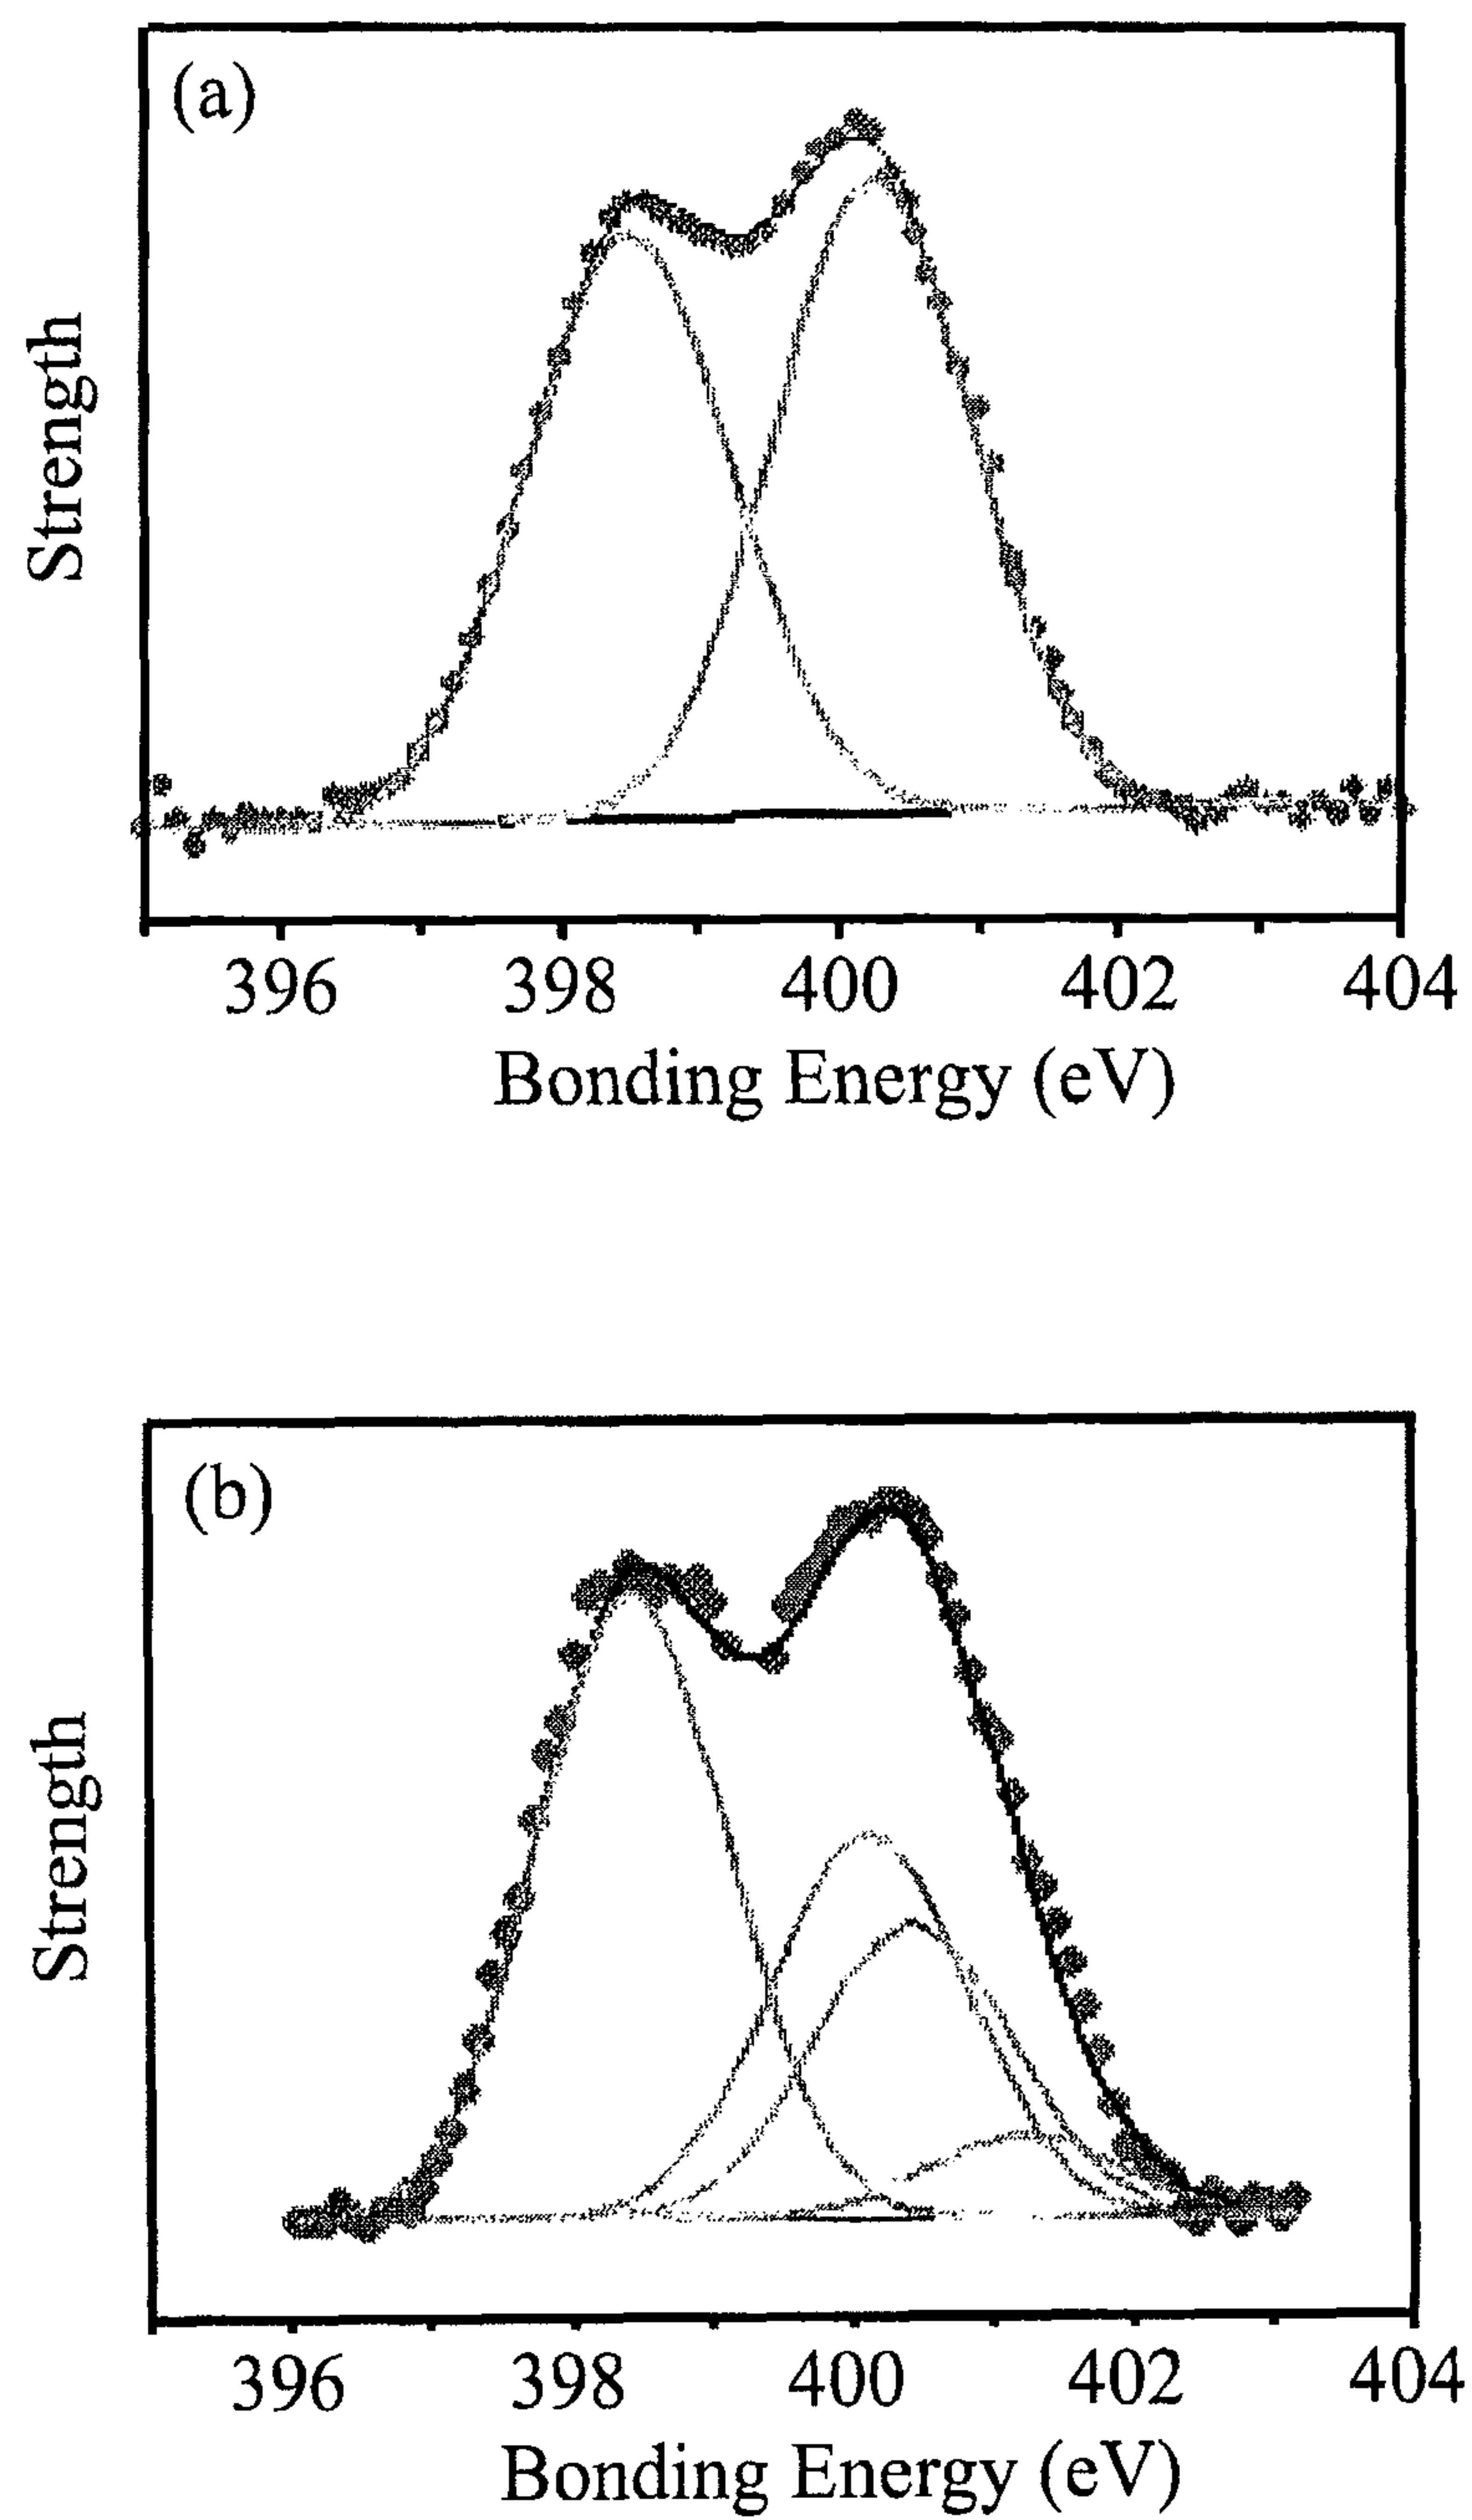 (a)
Strength
396 398 400 402 404
Bonding Energy (eV)
(b)
Strength
396 398 400 402 404
Bonding Energy (eV)